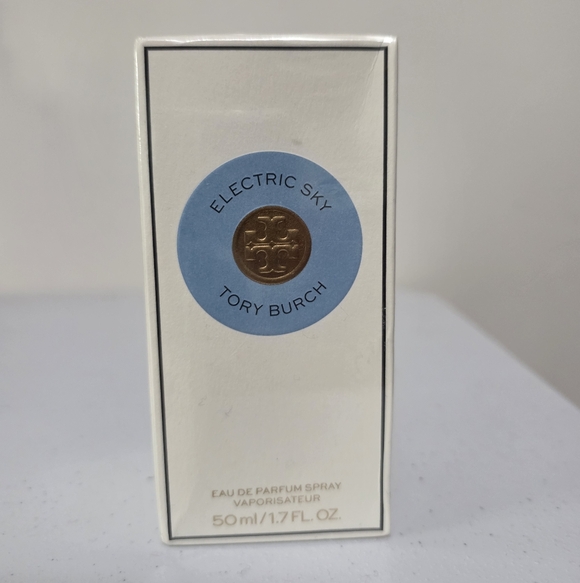 ELECTRIC SKY
TORY BURCH
EAU DE PARFUM SPRAY
VAPORISATEUR
50 ml/1.7 FL. OZ.